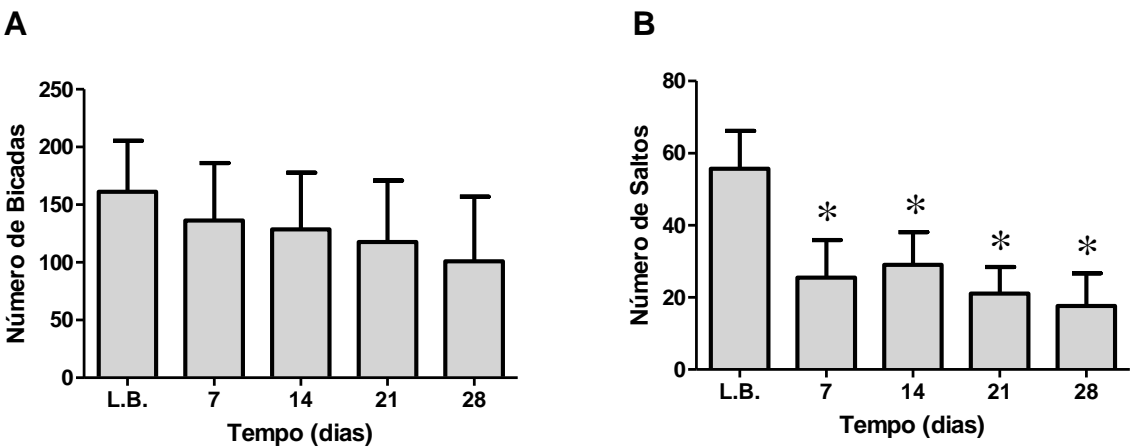 A
Número de Bicadas
250
200
150
100
50
0
L.B. 7 14 21 28
Tempo (dias)
B
Número de Saltos
80
60
40
20
0
* * * *
L.B. 7 14 21 28
Tempo (dias)